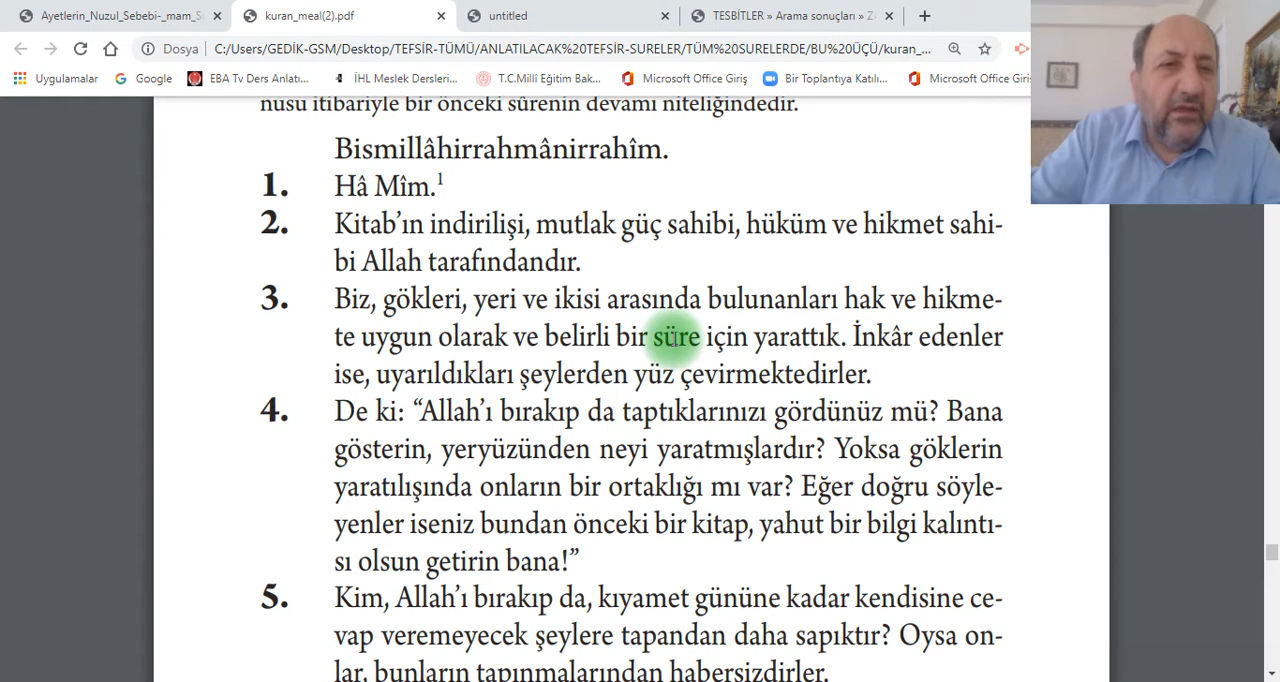 Ayetlerin_Nuzul_Sebebi-_mam_S
kuran_meal(2).pdf
untitled
TESBİTLER » Arama sonuçları » Z
Dosya
C:/Users/GEDİK-GSM/Desktop/TEFSİR-TÜMÜ/ANLATILACAK%20TEFSİR-SURELER/TÜM%20SURELERDE/BU%20ÜÇÜ/kuran_...
Uygulamalar
Google
EBA Tv Ders Anlatı...
İHL Meslek Dersleri...
T.C.Millî Eğitim Bak...
Microsoft Office Giriş
Bir Toplantıya Katılı...
Microsoft Office Giriş
nusu itibariyle bir önceki sûrenin devamı niteliğindedir.
Bismillâhirrahmânirrahîm.
1. Hâ Mîm.¹
2. Kitab’ın indirilişi, mutlak güç sahibi, hüküm ve hikmet sahi-
bi Allah tarafındandır.
3. Biz, gökleri, yeri ve ikisi arasında bulunanları hak ve hikme-
te uygun olarak ve belirli bir süre için yarattık. İnkâr edenler
ise, uyarıldıkları şeylerden yüz çevirmektedirler.
4. De ki: “Allah’ı bırakıp da taptıklarınızı gördünüz mü? Bana
gösterin, yeryüzünden neyi yaratmışlardır? Yoksa göklerin
yaratılışında onların bir ortaklığı mı var? Eğer doğru söyle-
yenler iseniz bundan önceki bir kitap, yahut bir bilgi kalıntı-
sı olsun getirin bana!”
5. Kim, Allah’ı bırakıp da, kıyamet gününe kadar kendisine ce-
vap veremeyecek şeylere tapandan daha sapıktır? Oysa on-
lar, bunların tapınmalarından habersizdirler.